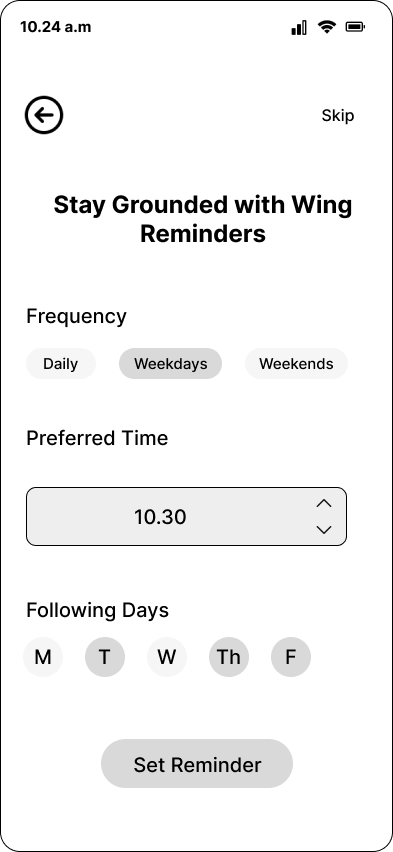 10.24 a.m
Skip
Stay Grounded with Wing
Reminders
Frequency
Daily Weekdays Weekends
Preferred Time
10.30
Following Days
M T W Th F
Set Reminder